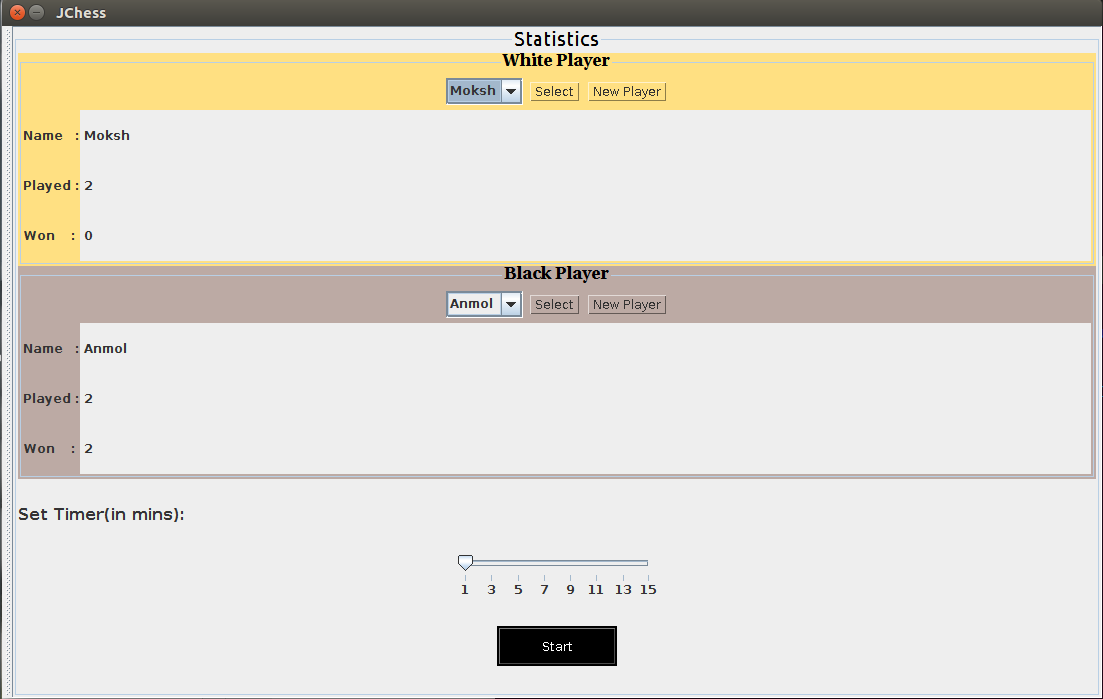 JChess
Statistics
White Player
Moksh Select New Player
Name : Moksh
Played : 2
Won : 0
Black Player
Anmol Select New Player
Name : Anmol
Played : 2
Won : 2
Set Timer(in mins):
1 3 5 7 9 11 13 15
Start